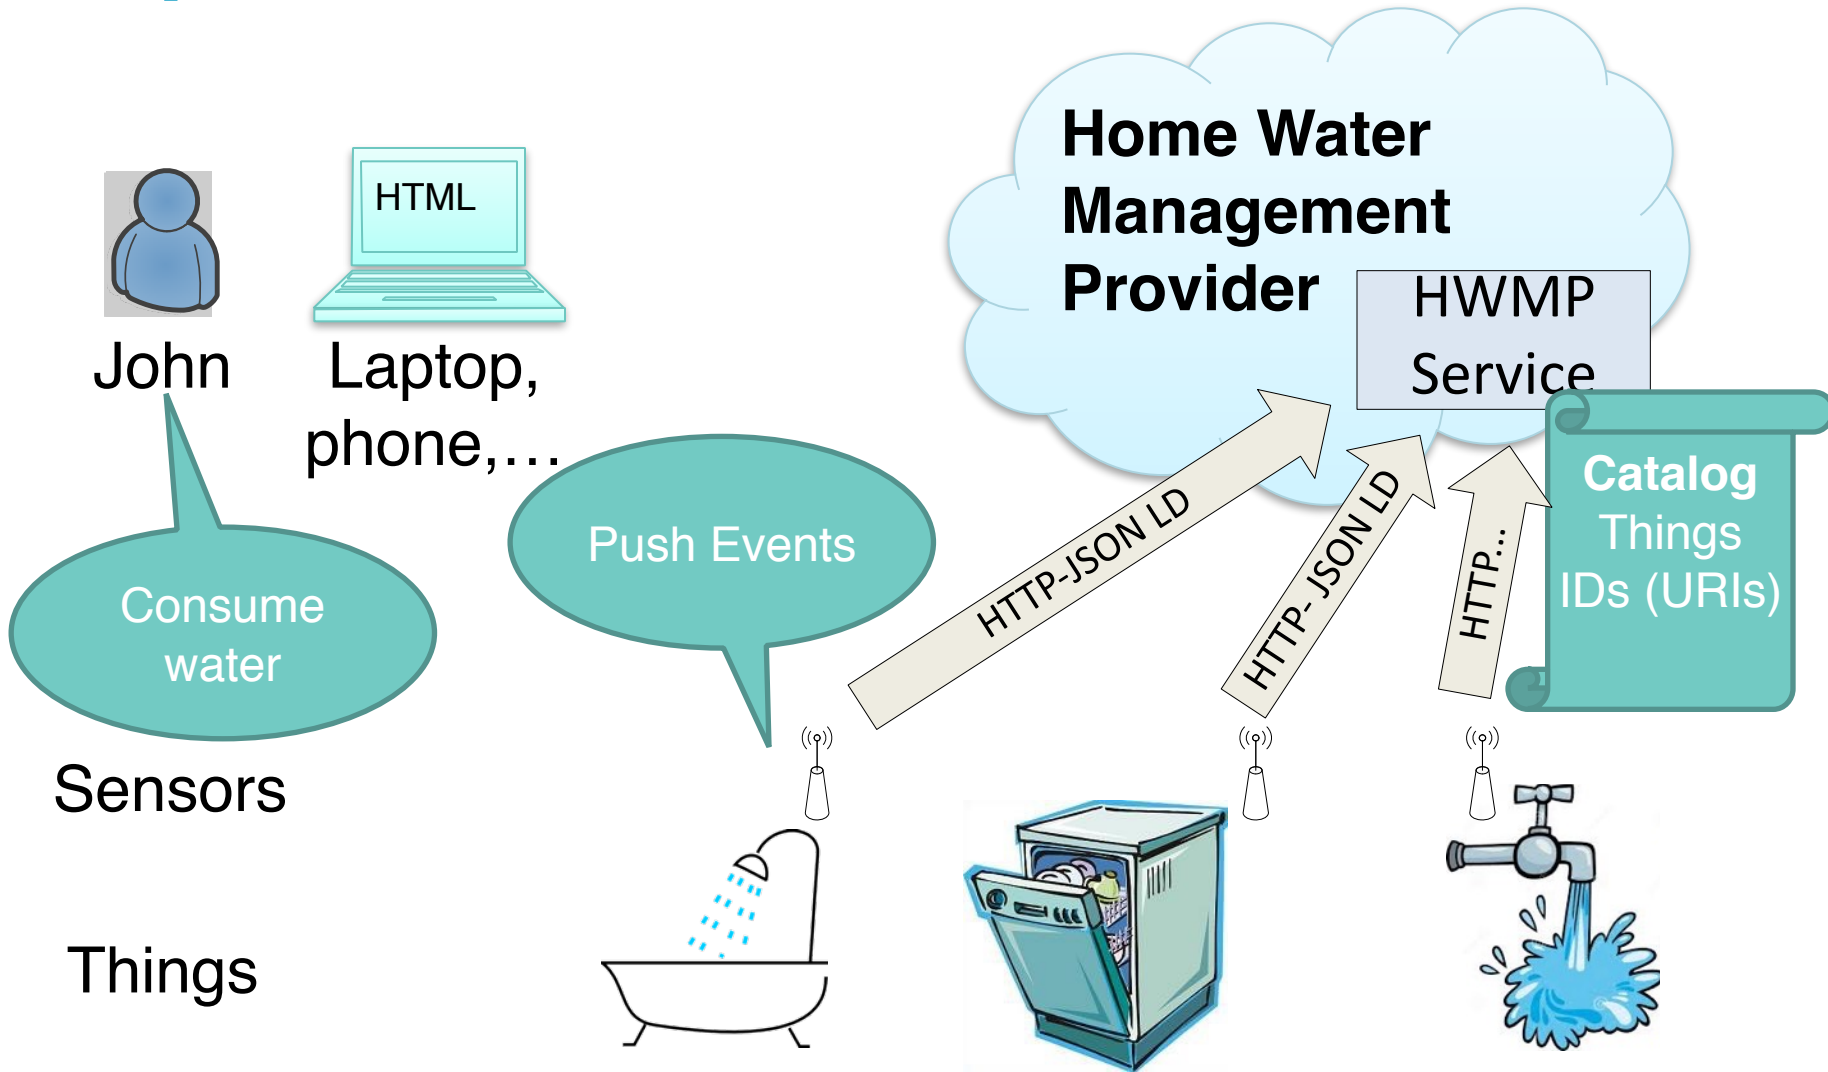 Home Water
Management
Provider
HWMP
Service
HTML
John
Laptop,
phone,…
Catalog
Things
IDs (URIs)
Push Events
HTTP-JSON LD
HTTP- JSON LD
HTTP...
Consume
water
Sensors
Things